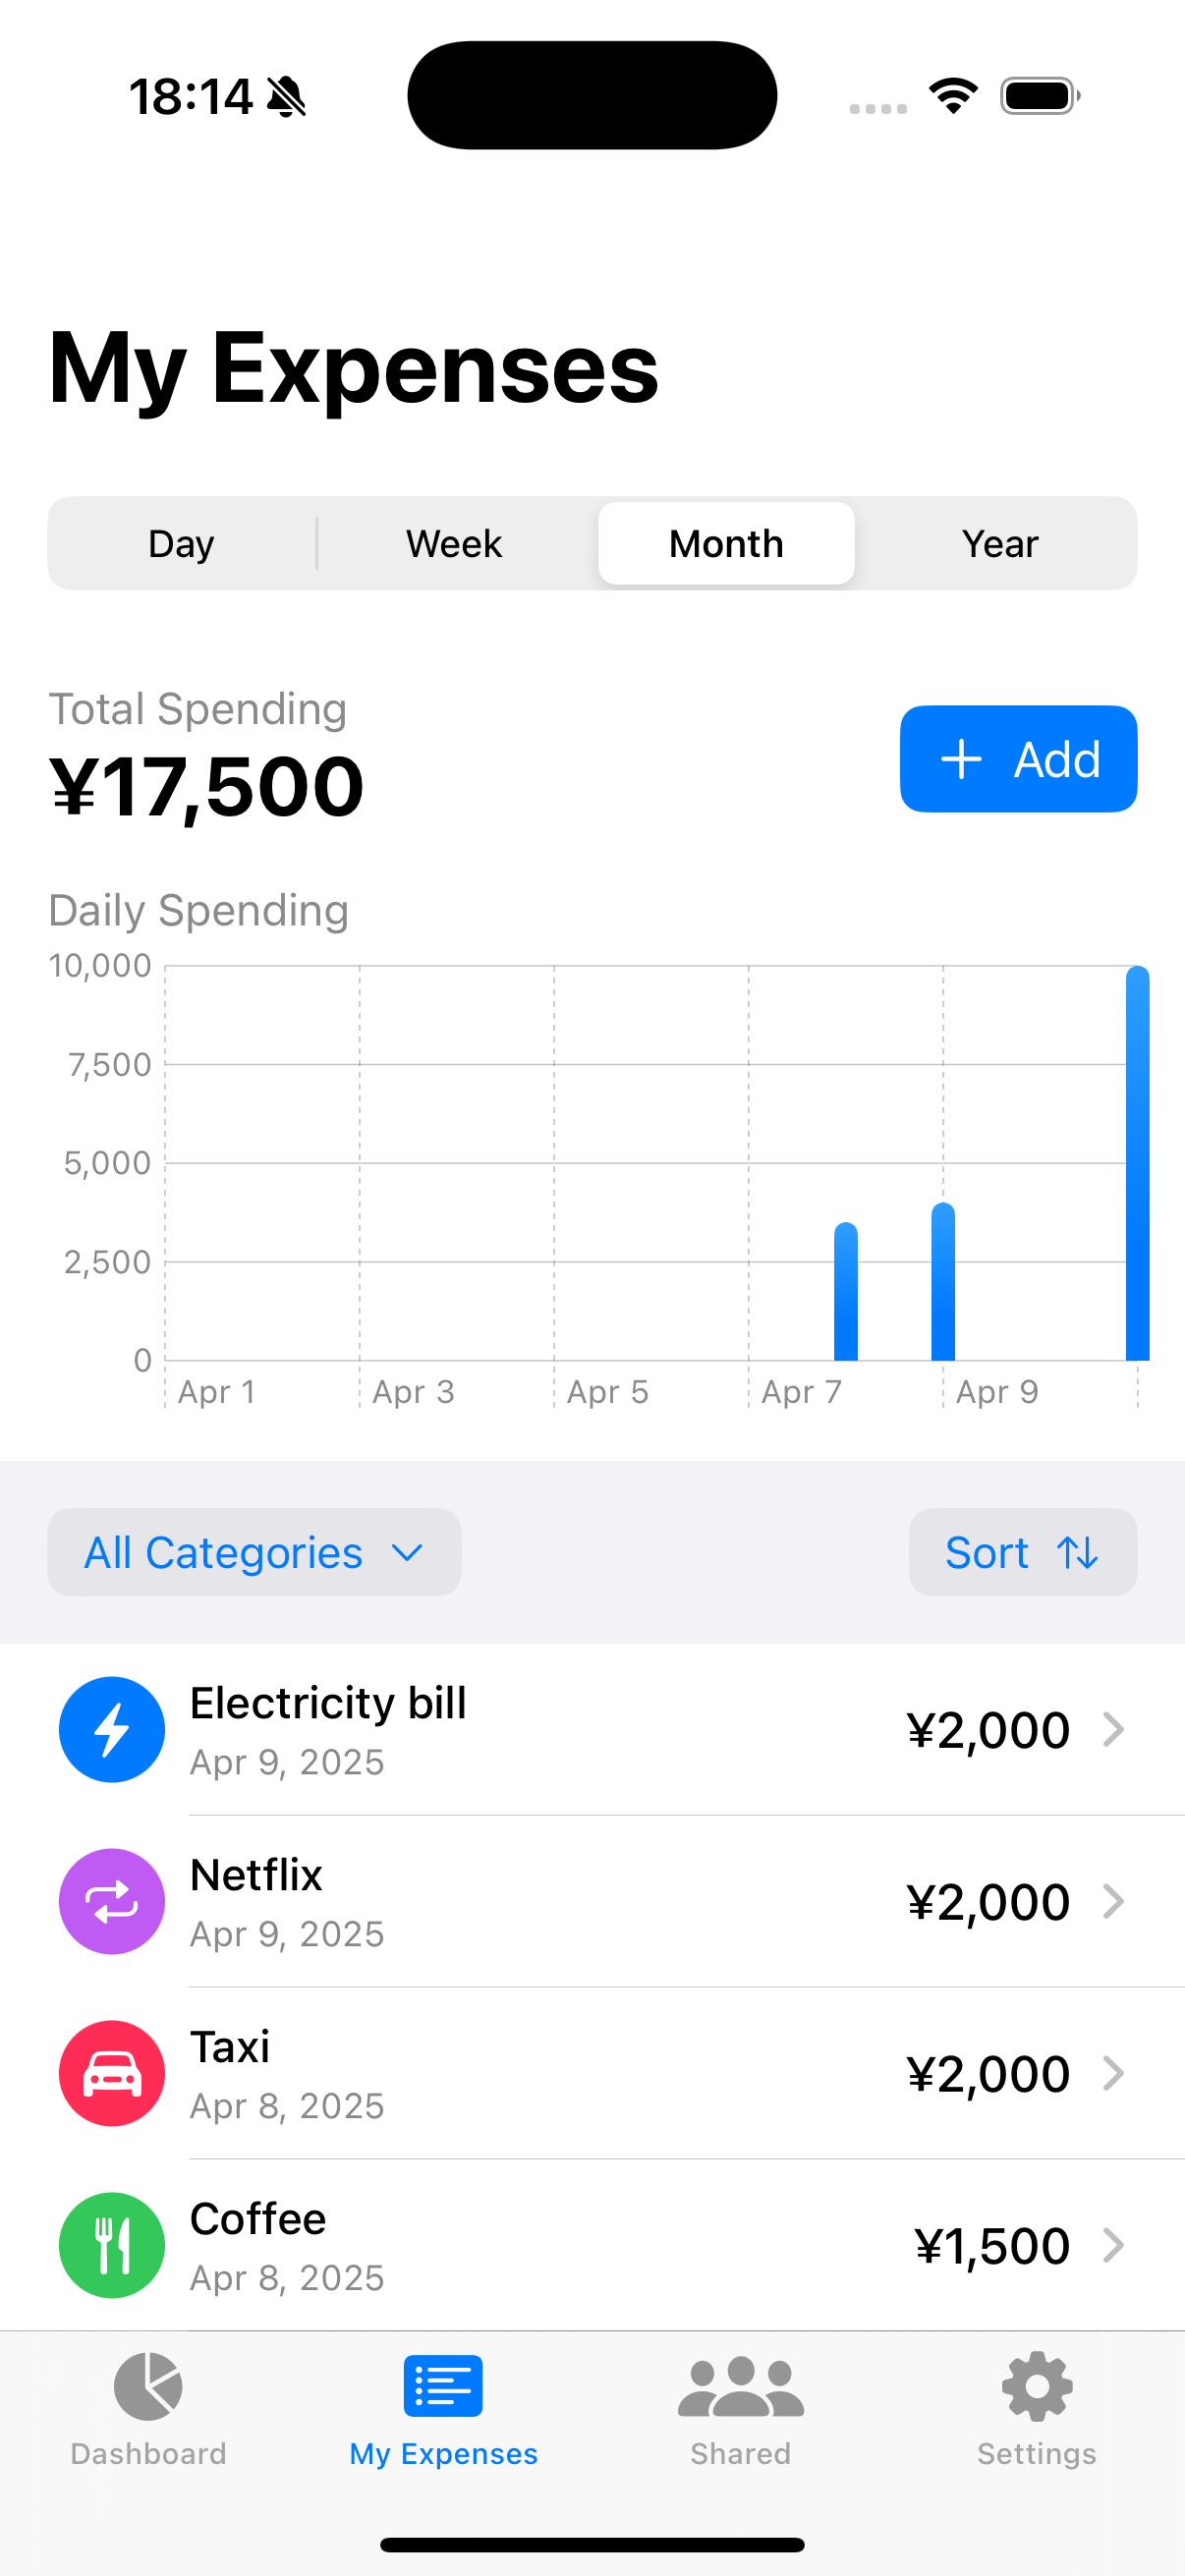 18:14
My Expenses
Day Week Month Year
Total Spending
¥17,500
+ Add
Daily Spending
10,000
7,500
5,000
2,500
0
Apr 1 Apr 3 Apr 5 Apr 7 Apr 9
All Categories Sort
Electricity bill
¥2,000
Apr 9, 2025
Netflix
¥2,000
Apr 9, 2025
Taxi
¥2,000
Apr 8, 2025
Coffee
¥1,500
Apr 8, 2025
Dashboard My Expenses Shared Settings